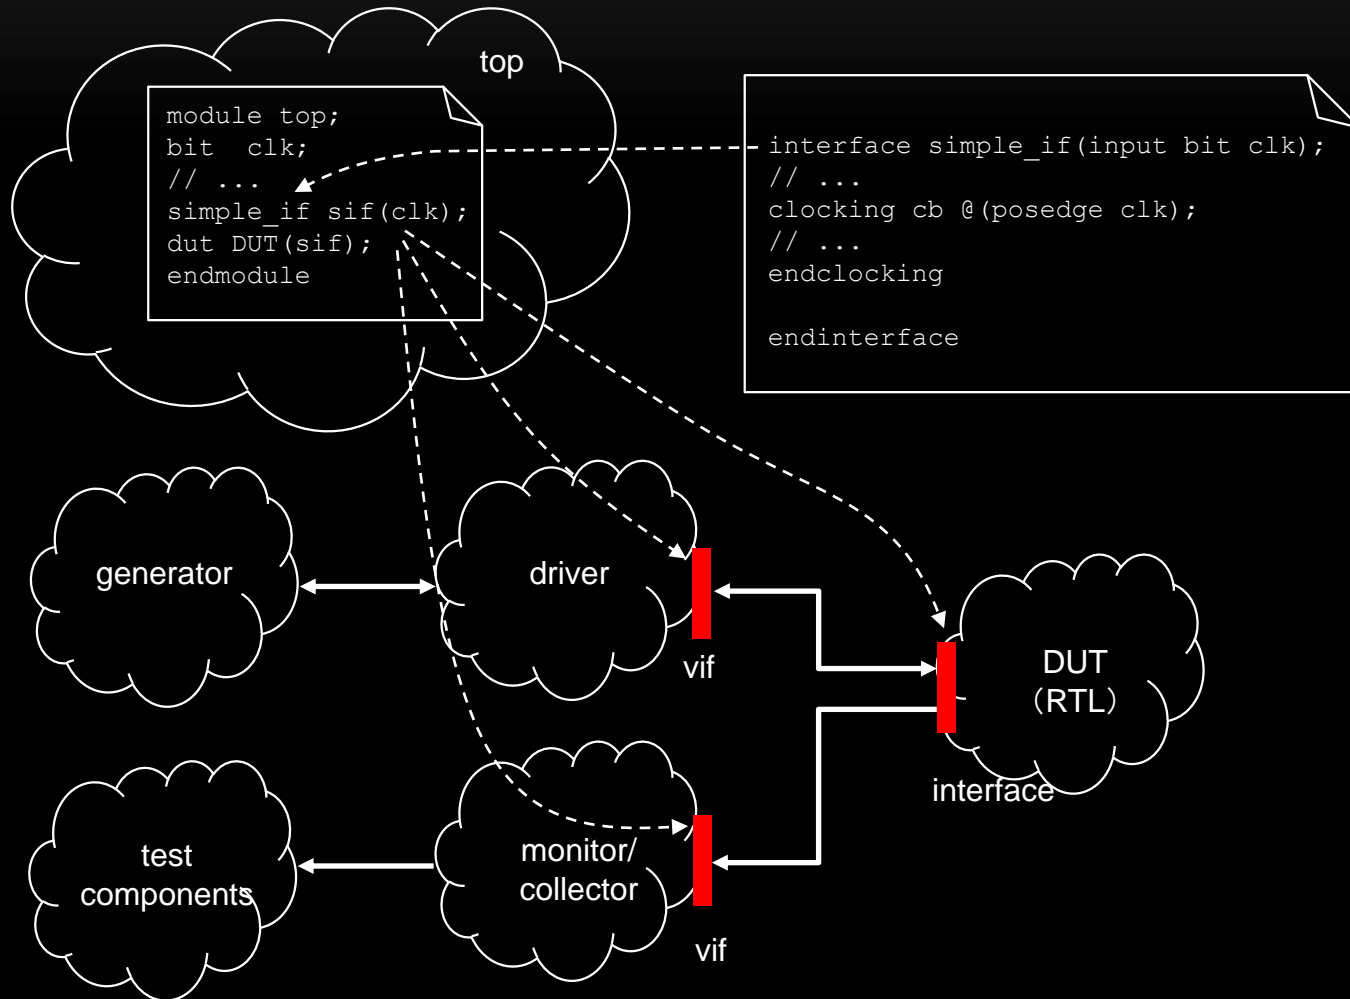 top
module top;
bit  clk;
// ...
simple_if sif(clk);
dut DUT(sif);
endmodule
interface simple_if(input bit clk);
// ...
clocking cb @(posedge clk);
// ...
endclocking
endinterface
generator
driver
vif
DUT
（RTL）
interface
test
components
monitor/
collector
vif